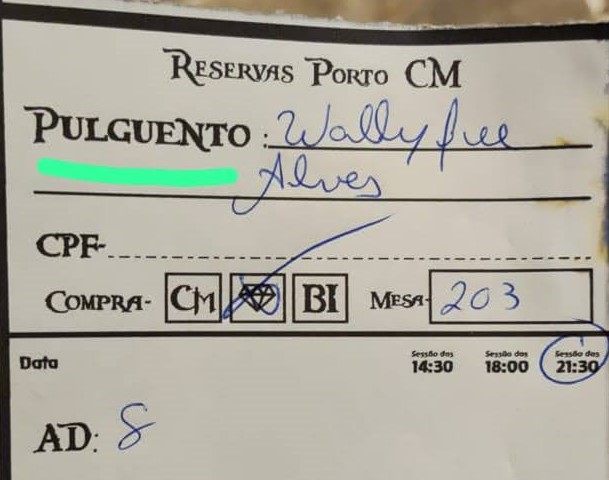 Reservas Porto CM
Pulguento: Wallyfree
Alves
CPF-
Compra- CM BI Mesa- 203
Data Sessão das 14:30 Sessão das 18:00 Sessão das 21:30
AD: 8